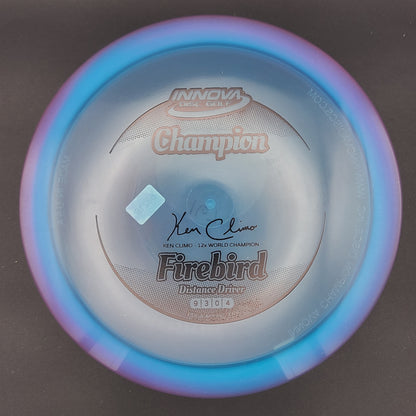 INNOVA
DISC GOLF
Champion
Ken Climo
KEN CLIMO - 12x WORLD CHAMPION
Firebird
Distance Driver
9 3 0 4